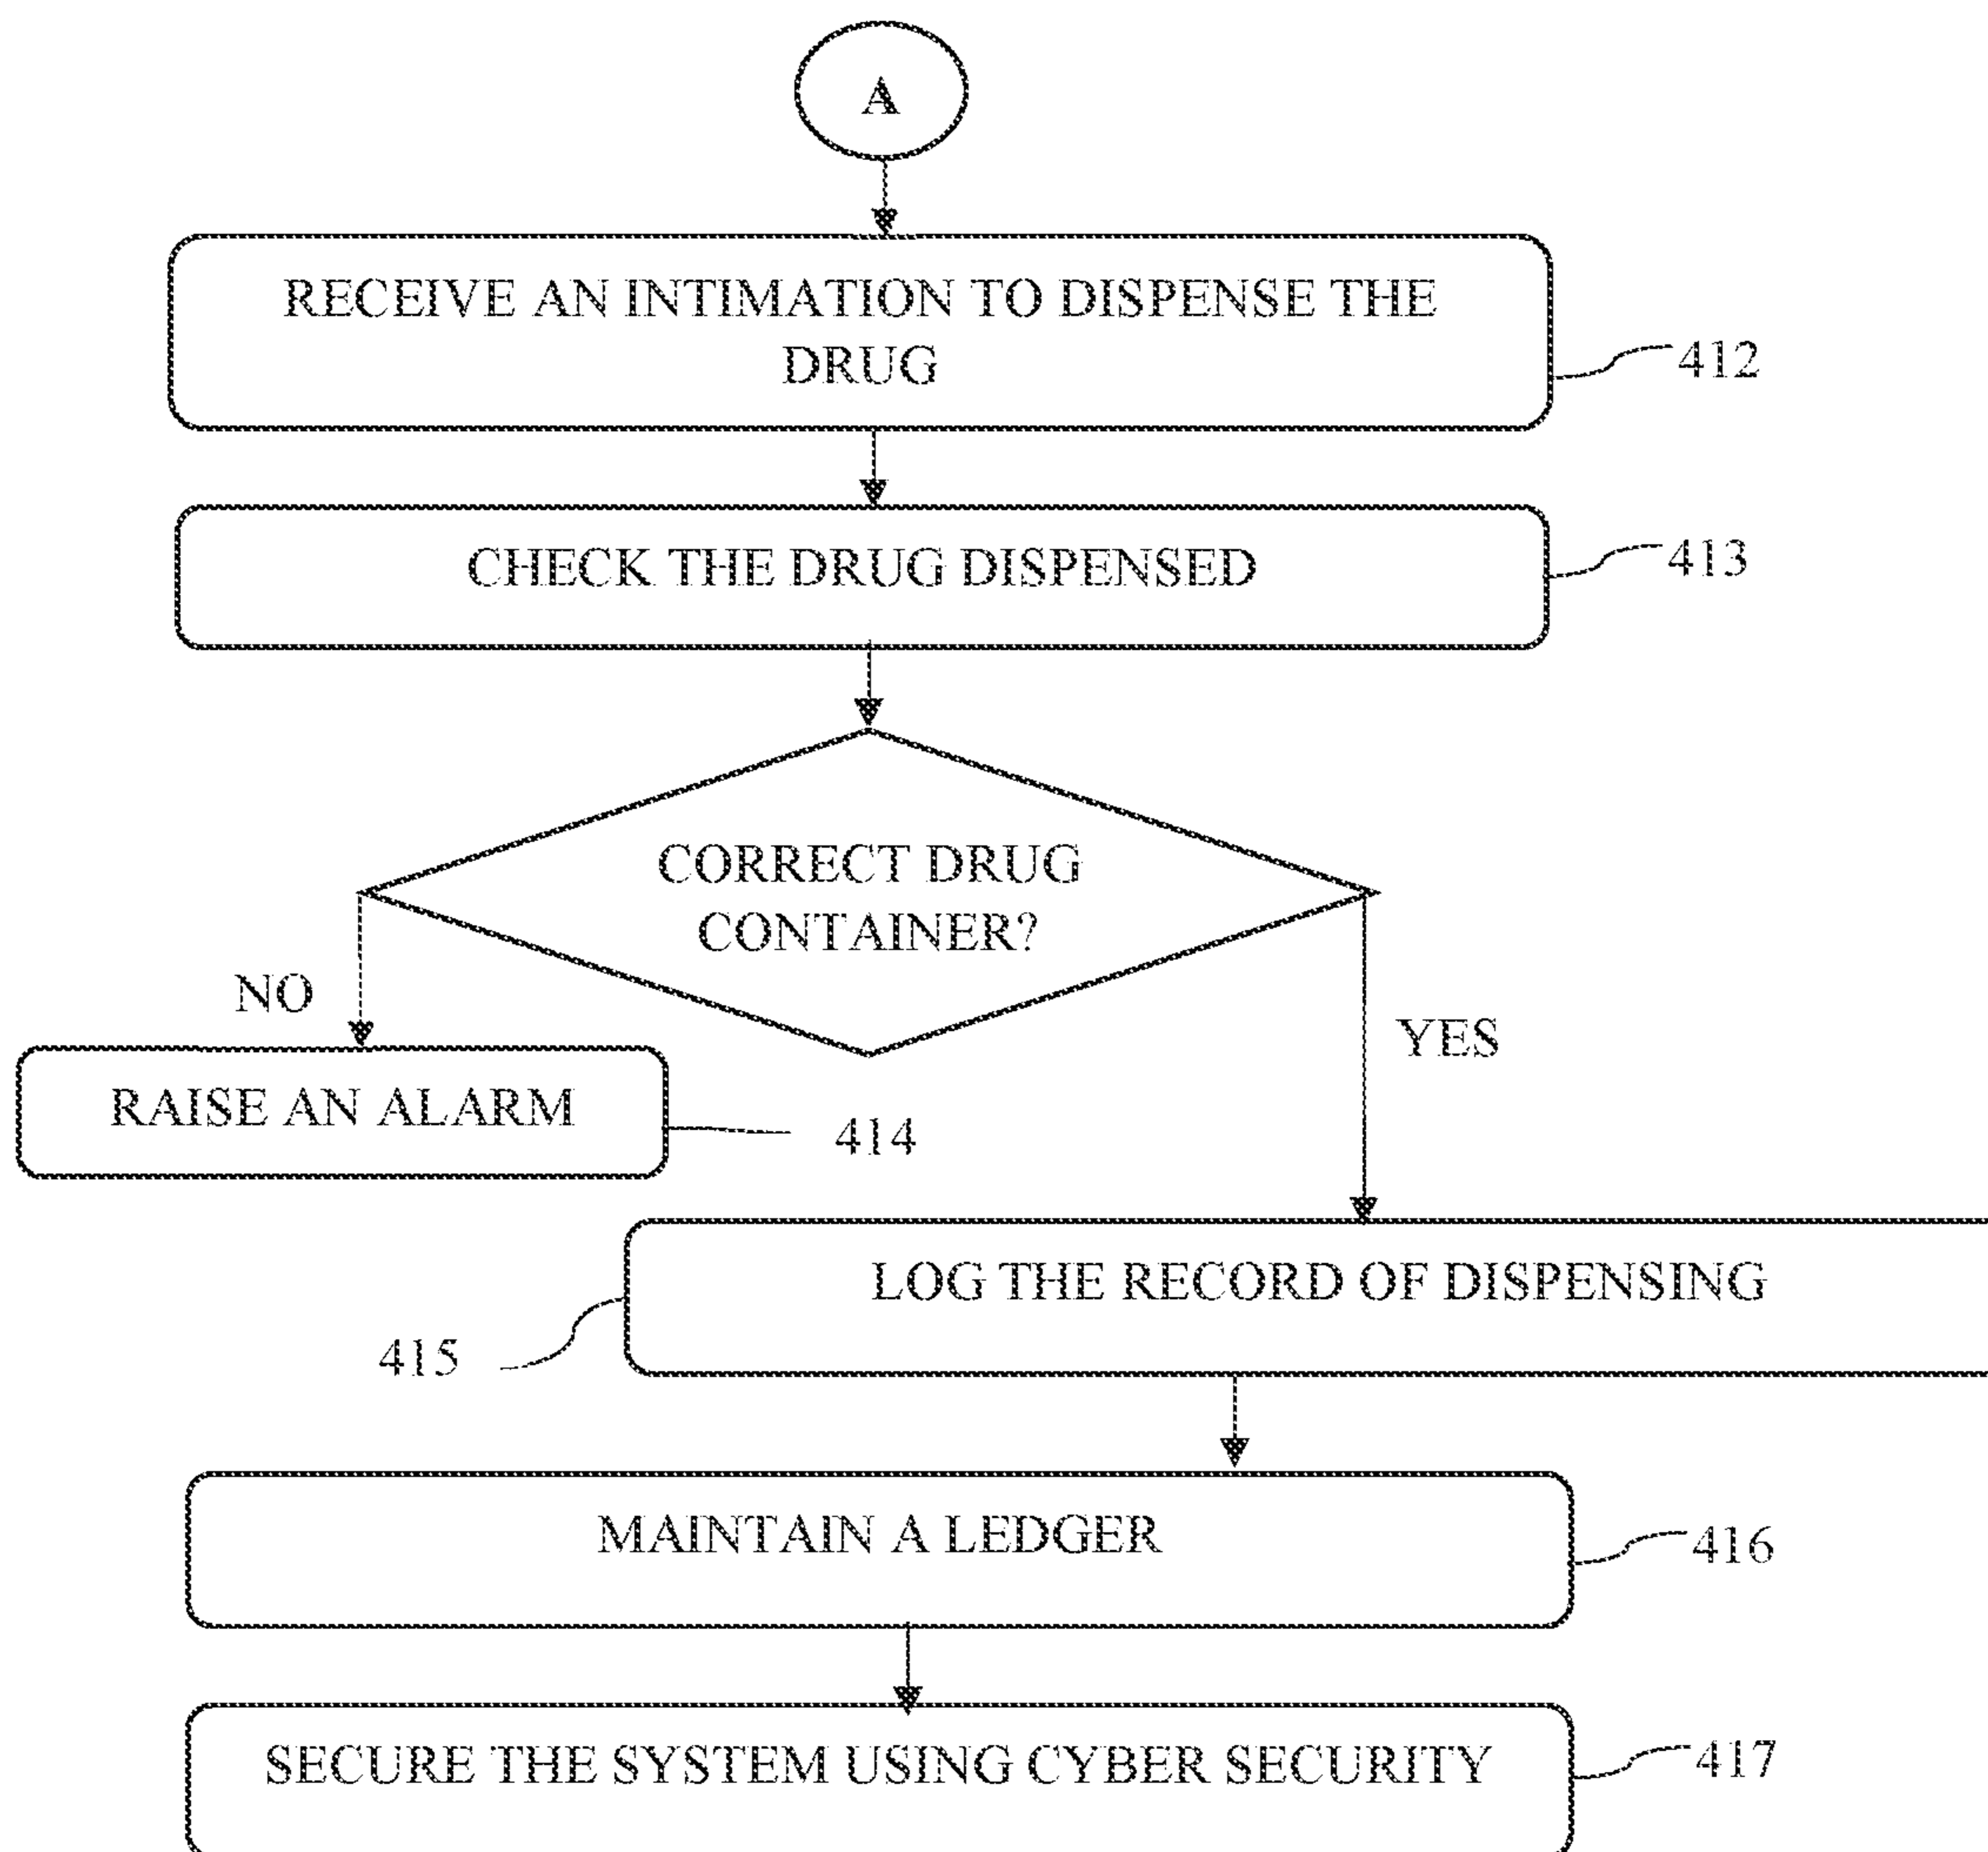 A
RECEIVE AN INTIMATION TO DISPENSE THE
DRUG
412
CHECK THE DRUG DISPENSED
413
CORRECT DRUG
CONTAINER?
NO
YES
RAISE AN ALARM
414
LOG THE RECORD OF DISPENSING
415
MAINTAIN A LEDGER
416
SECURE THE SYSTEM USING CYBER SECURITY
417